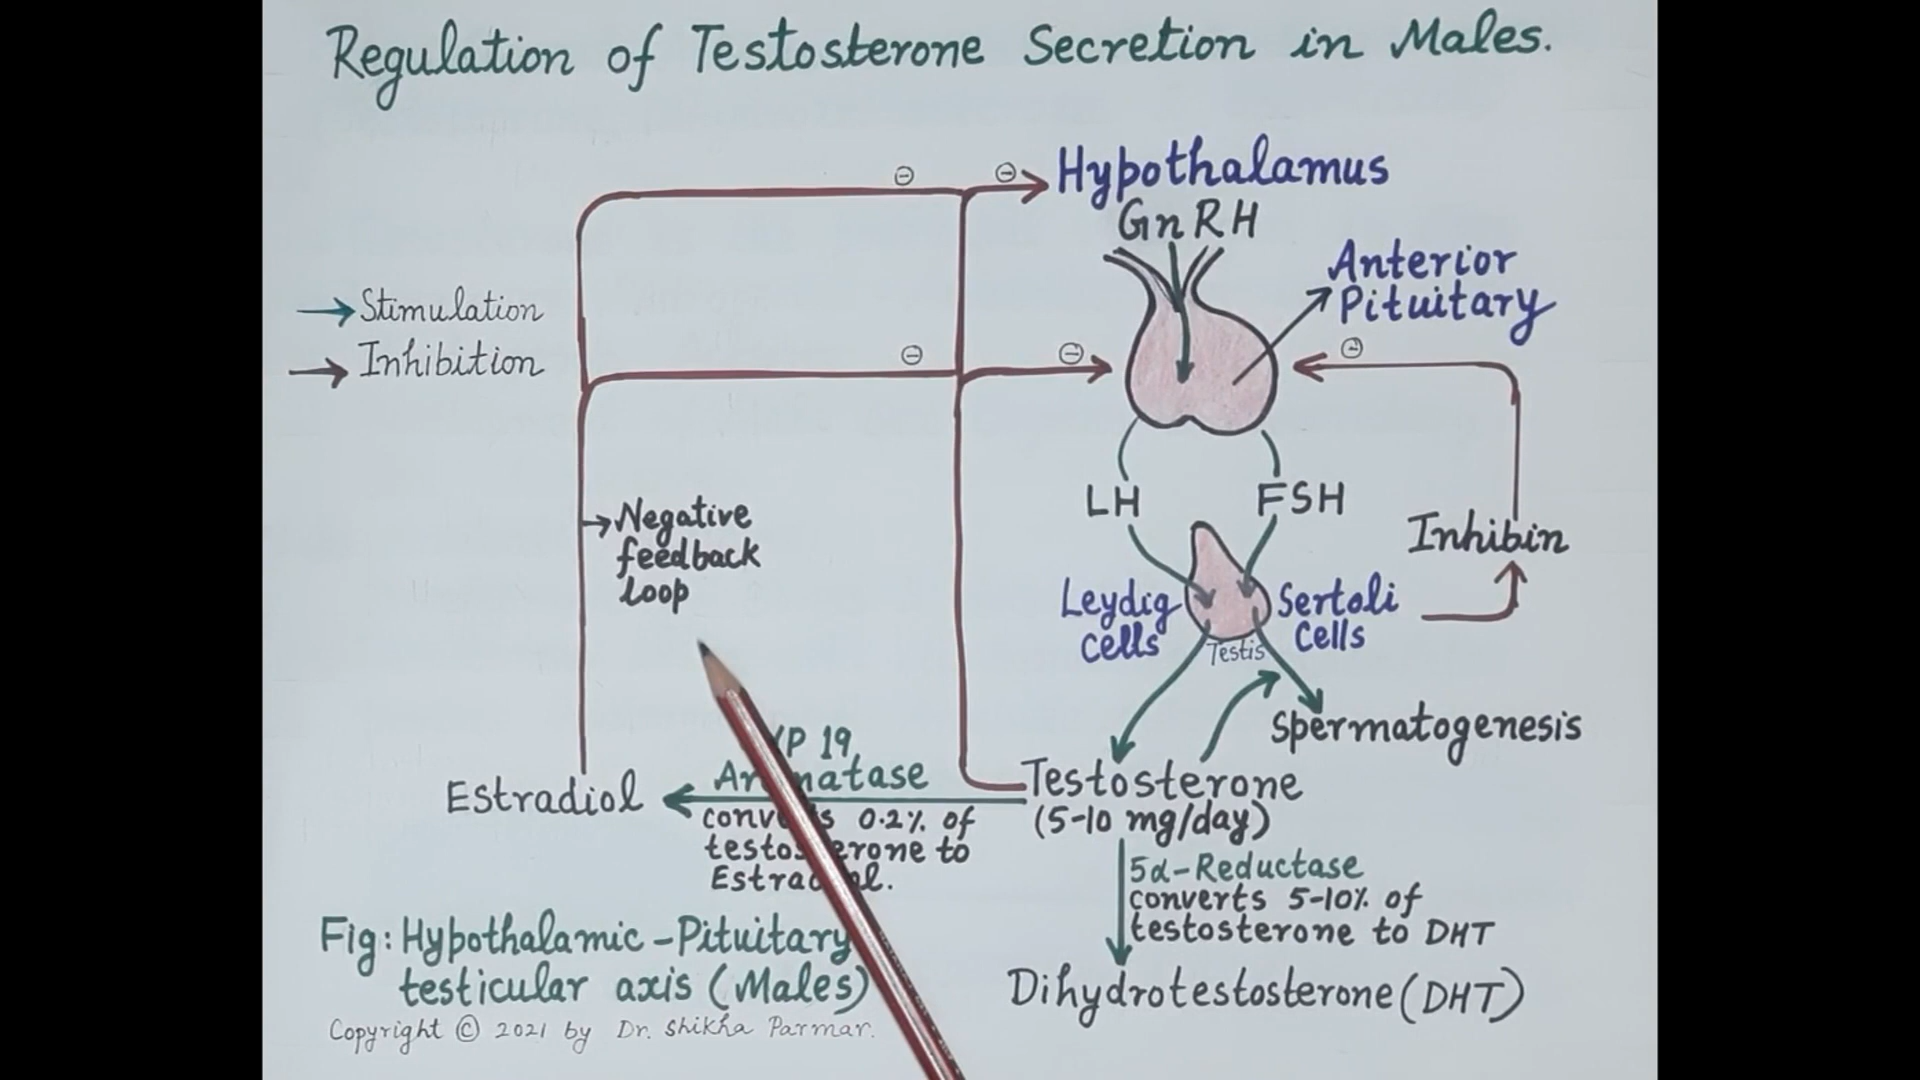 Regulation of Testosterone Secretion in Males.
⊖ ⊖ Hypothalamus
GnRH
Anterior
Pituitary
Stimulation
Inhibition
⊖ ⊖ ⊖
LH FSH
Negative
feedback
loop
Inhibin
Leydig
cells
Sertoli
Cells
Testis
Spermatogenesis
19,
Estradiol
Testosterone
(5-10 mg/day)
0.2% of
to
5α-Reductase
converts 5-10% of
testosterone to DHT
Dihydrotestosterone (DHT)
Fig: Hypothalamic-Pituitary
testicular axis (Males)
Copyright © 2021 by Dr. Shikha Parmar.